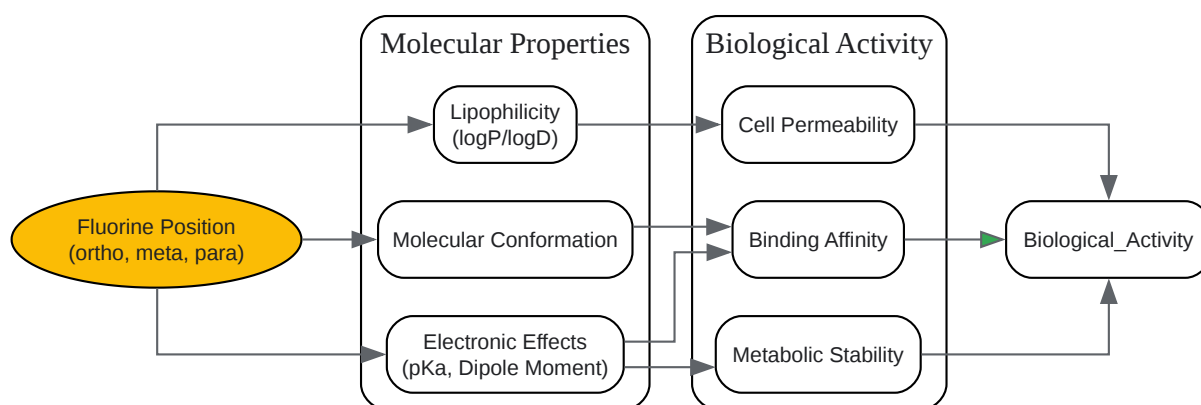 Molecular Properties
Biological Activity
Lipophilicity
(logP/logD)
Cell Permeability
Fluorine Position
(ortho, meta, para)
Molecular Conformation
Binding Affinity
Biological_Activity
Electronic Effects
(pKa, Dipole Moment)
Metabolic Stability